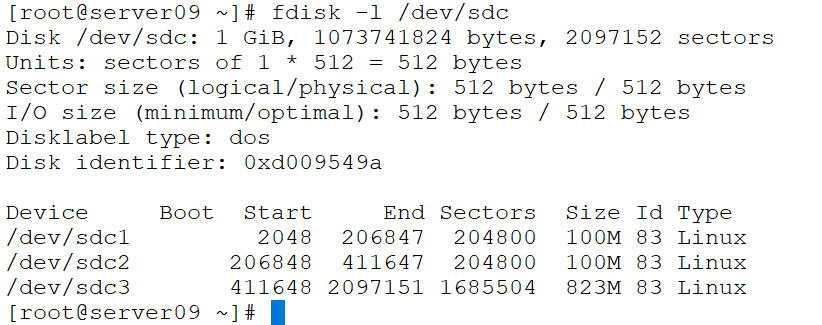 [root@server09 ~]# fdisk -l /dev/sdc
Disk /dev/sdc: 1 GiB, 1073741824 bytes, 2097152 sectors
Units: sectors of 1 * 512 = 512 bytes
Sector size (logical/physical): 512 bytes / 512 bytes
I/O size (minimum/optimal): 512 bytes / 512 bytes
Disklabel type: dos
Disk identifier: 0xd009549a

Device     Boot  Start     End Sectors  Size Id Type
/dev/sdc1         2048  206847  204800  100M 83 Linux
/dev/sdc2       206848  411647  204800  100M 83 Linux
/dev/sdc3       411648 2097151 1685504  823M 83 Linux
[root@server09 ~]#